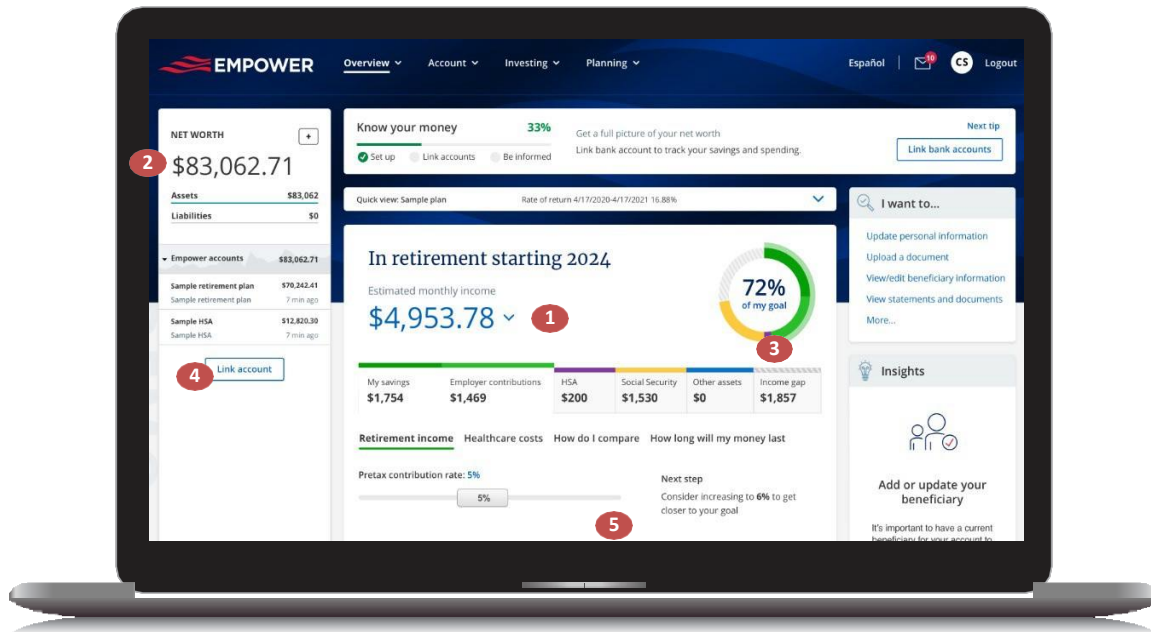 EMPOWER
Overview
Account
Investing
Planning
Español
10
CS
Logout
NET WORTH
+
2
$83,062.71
Assets $83,062
Liabilities $0
Empower accounts $83,062.71
Sample retirement plan $70,242.41
Sample retirement plan 7 min ago
Sample HSA $12,820.30
Sample HSA 7 min ago
4
Link account
Know your money 33%
Set up Link accounts Be informed
Get a full picture of your net worth
Link bank account to track your savings and spending.
Next tip
Link bank accounts
Quick view: Sample plan Rate of return 4/17/2020-4/17/2021 16.88%
In retirement starting 2024
Estimated monthly income
$4,953.78
1
72%
of my goal
3
My savings
$1,754
Employer contributions
$1,469
HSA
$200
Social Security
$1,530
Other assets
$0
Income gap
$1,857
Retirement income Healthcare costs How do I compare How long will my money last
Pretax contribution rate: 5%
5%
Next step
Consider increasing to 6% to get
closer to your goal
5
I want to...
Update personal information
Upload a document
View/edit beneficiary information
View statements and documents
More...
Insights
Add or update your
beneficiary
It's important to have a current
beneficiary for your account to